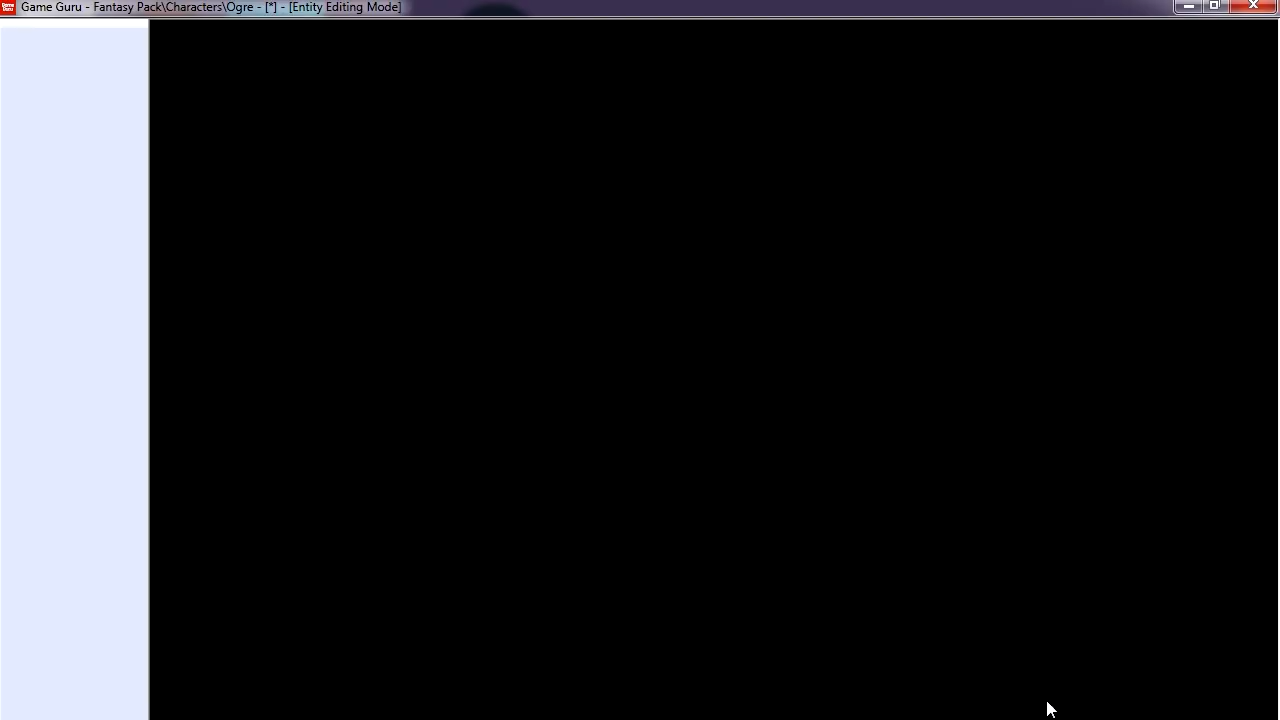 Game Guru - Fantasy Pack\Characters\Ogre - [*] - [Entity Editing Mode]